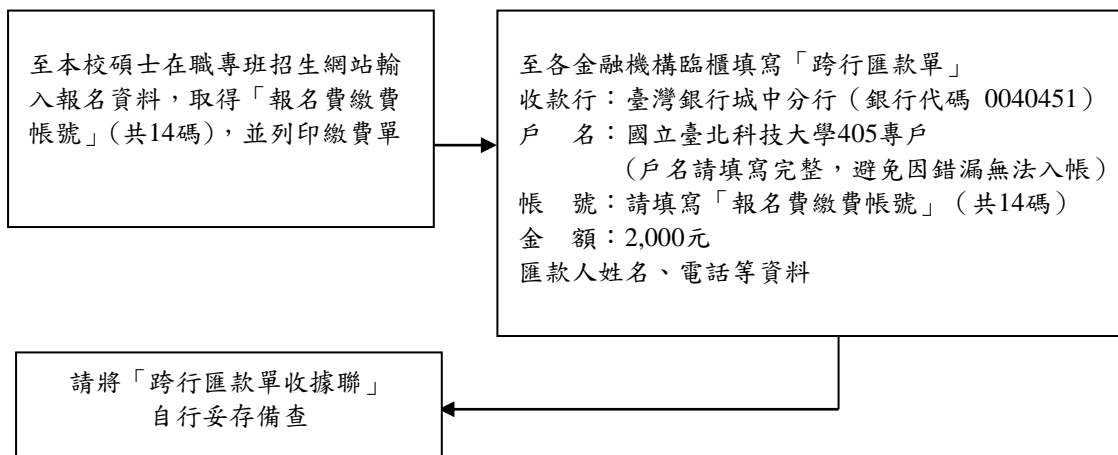 至本校碩士在職專班招生網站輸
入報名資料，取得「報名費繳費
帳號」(共14碼)，並列印繳費單
至各金融機構臨櫃填寫「跨行匯款單」
收款行：臺灣銀行城中分行（銀行代碼 0040451）
戶　名：國立臺北科技大學405專戶
（戶名請填寫完整，避免因錯漏無法入帳）
帳　號：請填寫「報名費繳費帳號」（共14碼）
金　額：2,000元
匯款人姓名、電話等資料
請將「跨行匯款單收據聯」
自行妥存備查